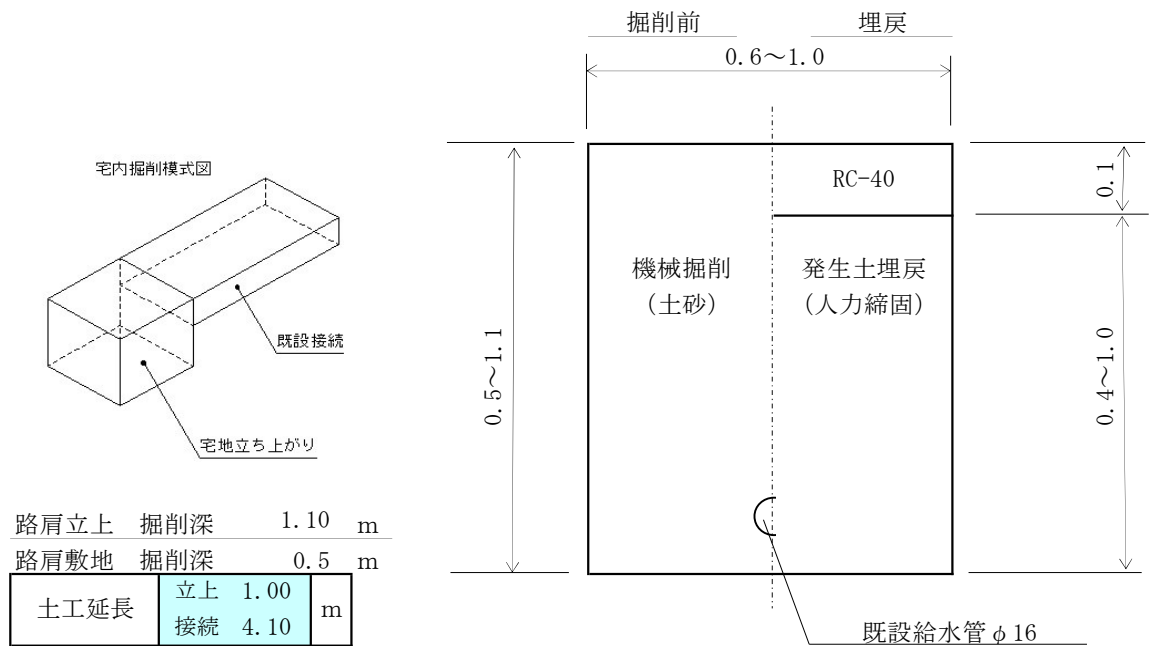 掘削前 埋戻
0.6～1.0
宅内掘削模式図
既設接続
宅地立ち上がり
0.5～1.1
RC-40
0.1
機械掘削
（土砂）
発生土埋戻
（人力締固）
0.4～1.0
路肩立上 掘削深 1.10 m
路肩敷地 掘削深 0.5 m
土工延長 立上 1.00 m
接続 4.10
既設給水管φ16